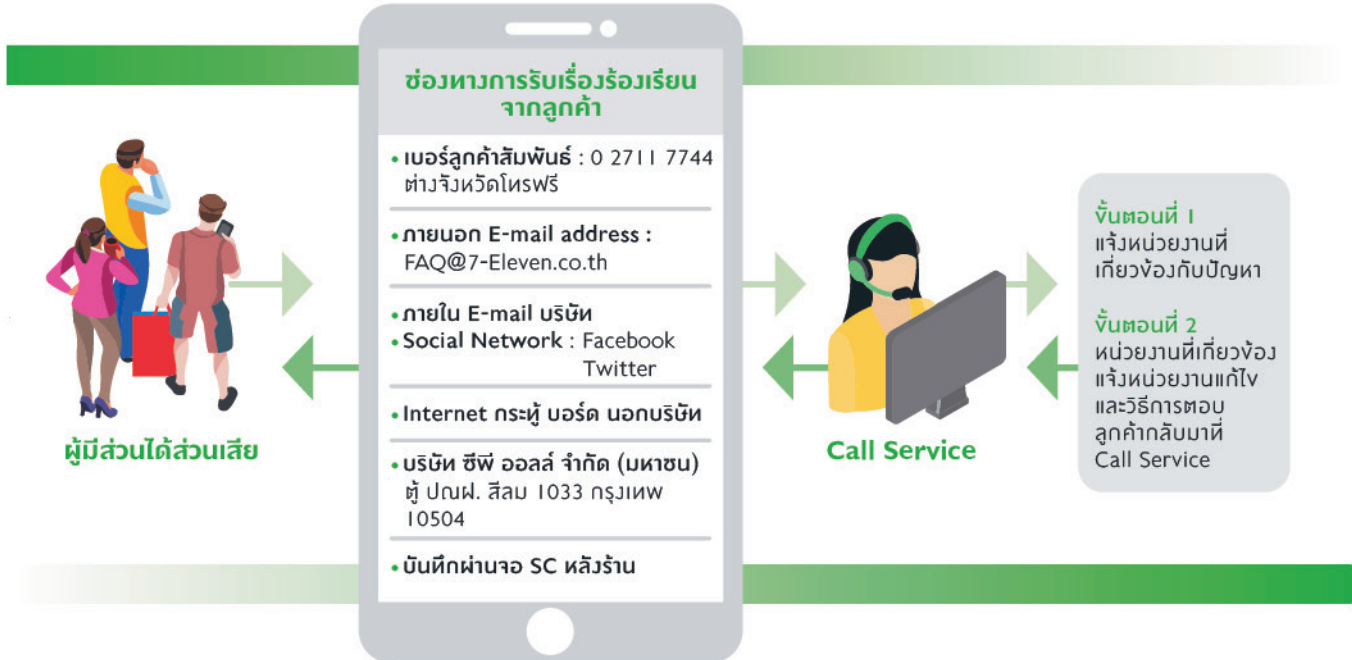 ช่องทางการรับเรื่องร้องเรียน
จากลูกค้า
• เบอร์ลูกค้าสัมพันธ์ : 0 2711 7744
ต่างจังหวัดโทรฟรี
• ภายนอก E-mail address :
FAQ@7-Eleven.co.th
• ภายใน E-mail บริษัท
• Social Network : Facebook
Twitter
• Internet กระทู้ บอร์ด นอกบริษัท
• บริษัท ซีพี ออลล์ จำกัด (มหาชน)
ตู้ ปณฝ. สีลม 1033 กรุงเทพ
10504
• บันทึกผ่านจอ SC หลังร้าน
ผู้มีส่วนได้ส่วนเสีย
Call Service
ขั้นตอนที่ 1
แจ้งหน่วยงานที่
เกี่ยวข้องกับปัญหา
ขั้นตอนที่ 2
หน่วยงานที่เกี่ยวข้อง
แจ้งหน่วยงานแก้ไข
และวิธีการตอบ
ลูกค้ากลับมาที่
Call Service